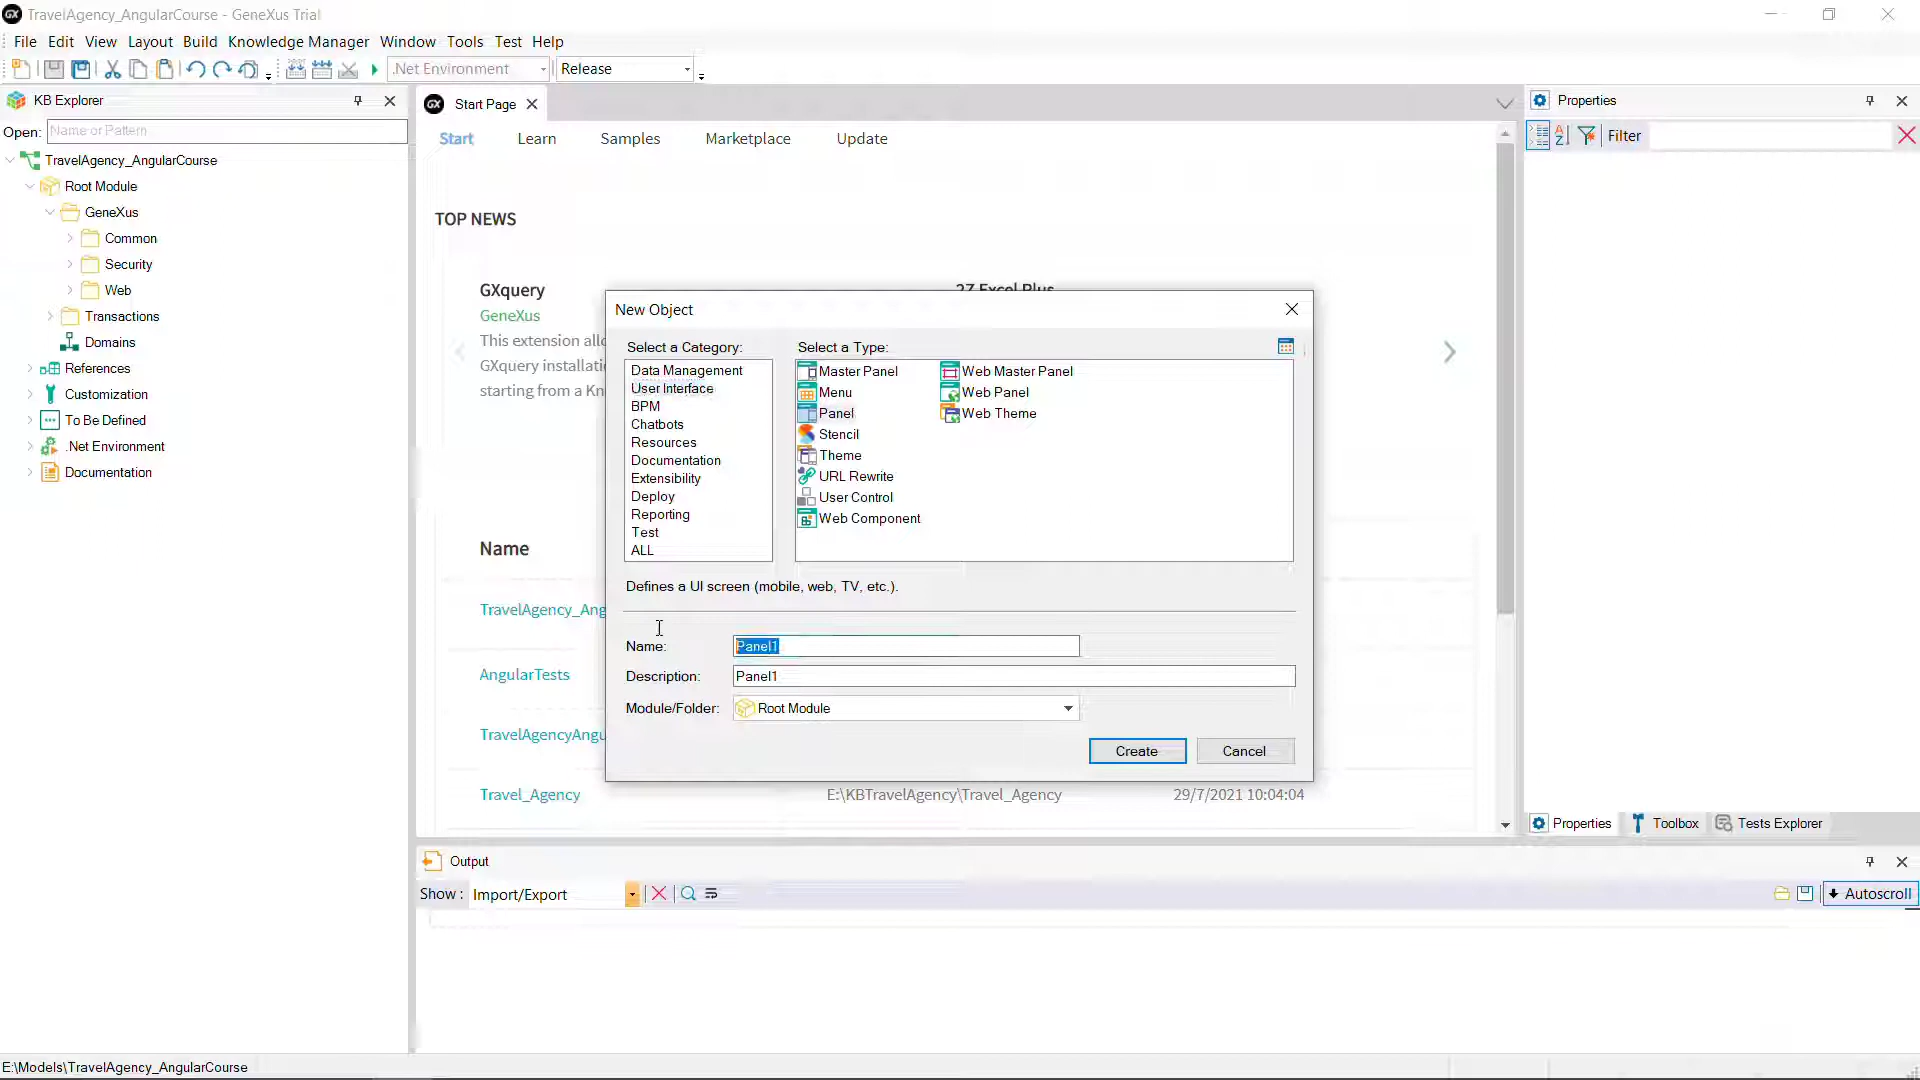 TravelAgency_AngularCourse - GeneXus Trial
File Edit View Layout Build Knowledge Manager Window Tools Test Help
.Net Environment Release
KB Explorer
Open: Name or Pattern
TravelAgency_AngularCourse
Root Module
GeneXus
Common
Security
Web
Transactions
Domains
References
Customization
To Be Defined
.Net Environment
Documentation
GX Start Page
Start Learn Samples Marketplace Update
TOP NEWS
GXquery
GeneXus
This extension allo
GXquery installati
starting from a Kn
Name
TravelAgency_Ang
AngularTests
TravelAgencyAngu
Travel_Agency E:\KBTravelAgency\Travel_Agency 29/7/2021 10:04:04
New Object
Select a Category:
Data Management
User Interface
BPM
Chatbots
Resources
Documentation
Extensibility
Deploy
Reporting
Test
ALL
Select a Type:
Master Panel
Menu
Panel
Stencil
Theme
URL Rewrite
User Control
Web Component
Web Master Panel
Web Panel
Web Theme
Defines a UI screen (mobile, web, TV, etc.).
Name: Panel1
Description: Panel1
Module/Folder: Root Module
Create Cancel
Properties
Filter
Properties Toolbox Tests Explorer
Output
Show : Import/Export
Autoscroll
E:\Models\TravelAgency_AngularCourse